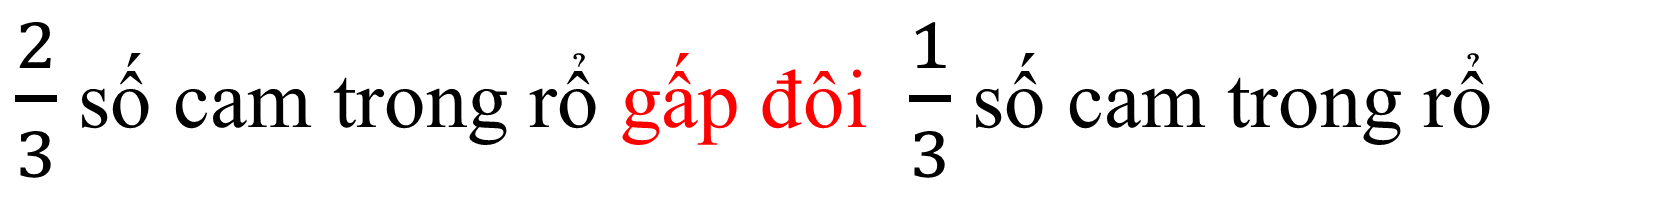 2/3 số cam trong rổ gấp đôi 1/3 số cam trong rổ